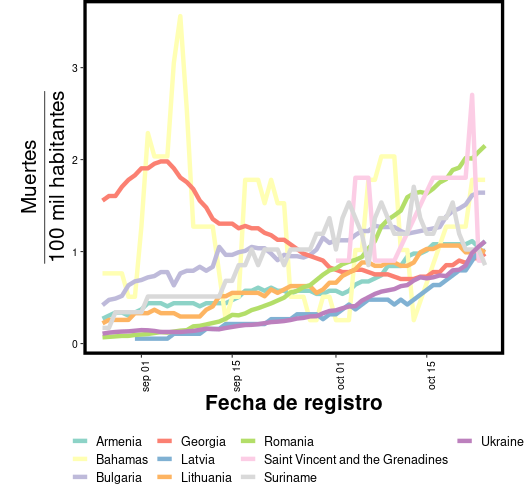 Muertes
100 mil habitantes
3
2
1
0
sep 01
sep 15
oct 01
oct 15
Fecha de registro
Armenia Georgia Romania Ukraine
Bahamas Latvia Saint Vincent and the Grenadines
Bulgaria Lithuania Suriname